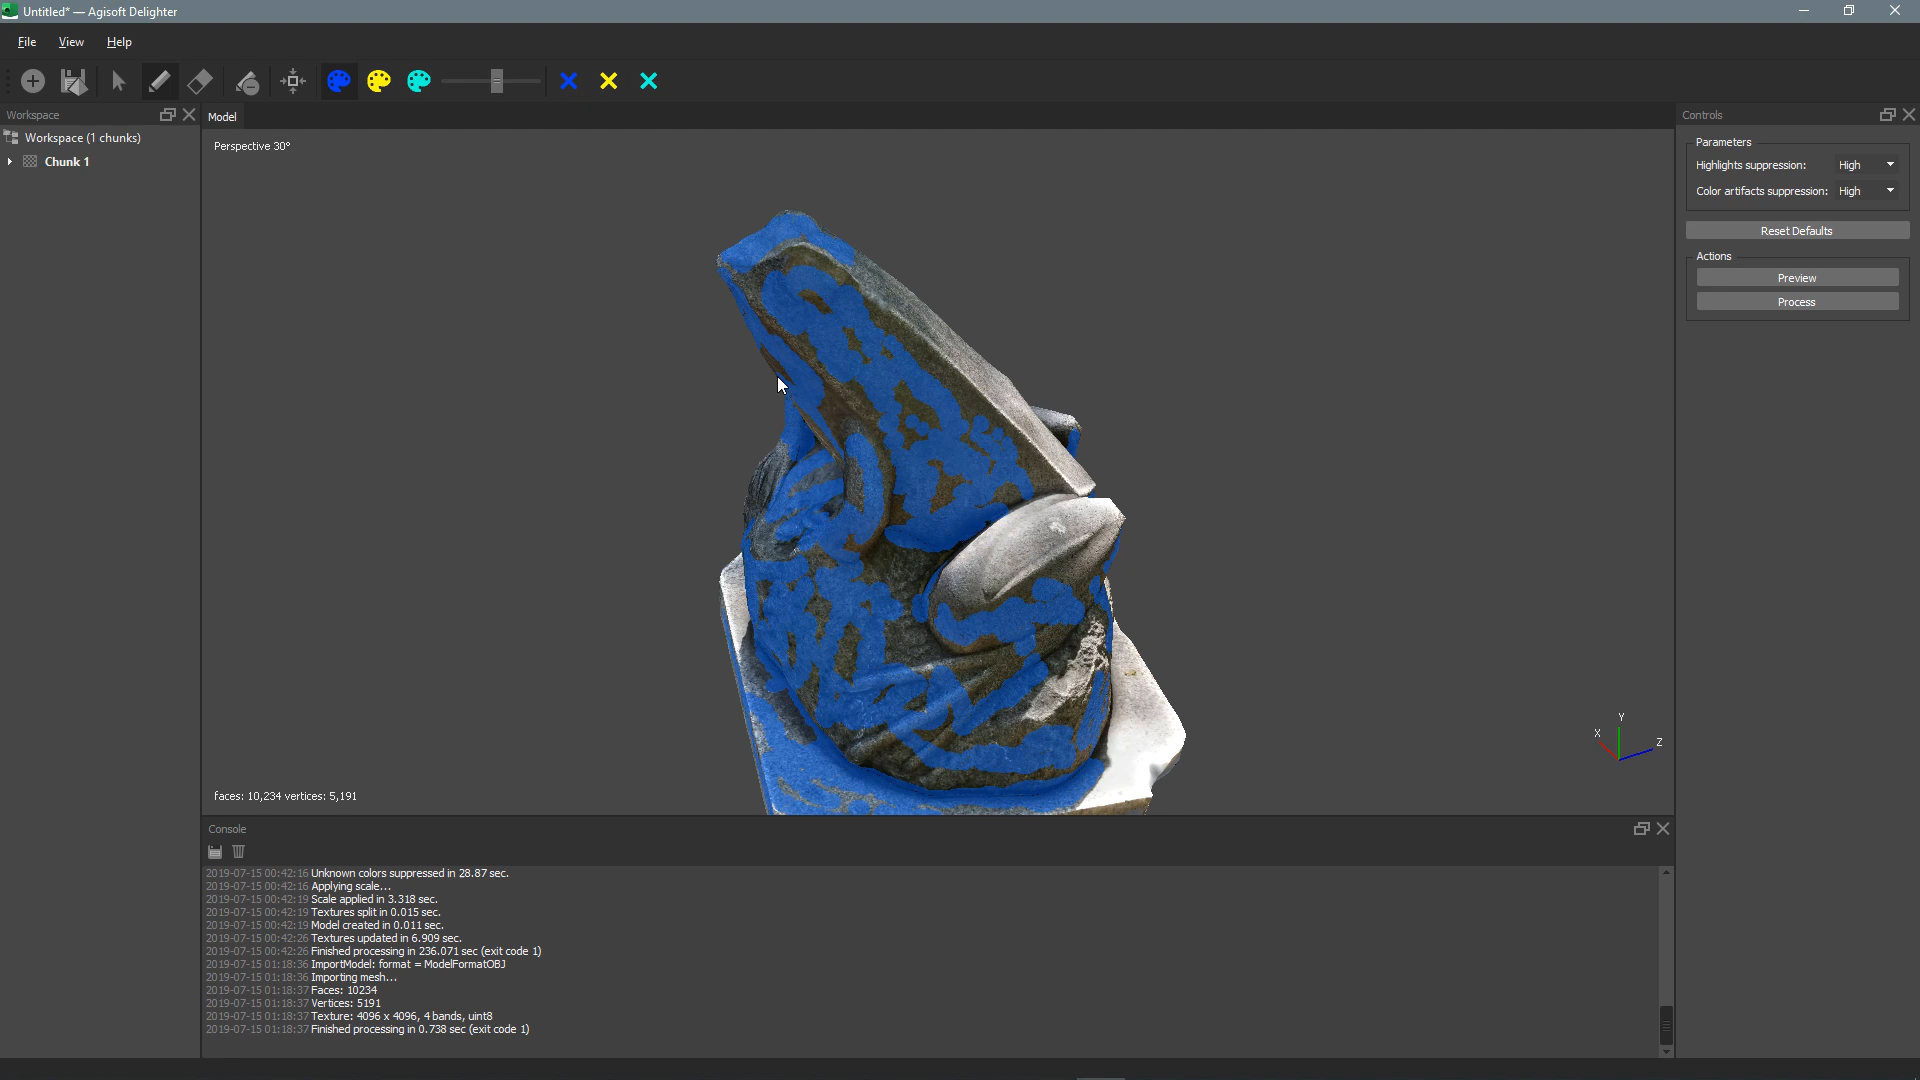 Untitled* — Agisoft Delighter
File View Help
Workspace
Workspace (1 chunks)
Chunk 1
Model
Perspective 30°
faces: 10,234 vertices: 5,191
X Y Z
Controls
Parameters
Highlights suppression: High
Color artifacts suppression: High
Reset Defaults
Actions
Preview
Process
Console
2019-07-15 00:42:16 Unknown colors suppressed in 28.87 sec.
2019-07-15 00:42:16 Applying scale...
2019-07-15 00:42:19 Scale applied in 3.318 sec.
2019-07-15 00:42:19 Textures split in 0.015 sec.
2019-07-15 00:42:19 Model created in 0.011 sec.
2019-07-15 00:42:26 Textures updated in 6.909 sec.
2019-07-15 00:42:26 Finished processing in 236.071 sec (exit code 1)
2019-07-15 01:18:36 ImportModel: format = ModelFormatOBJ
2019-07-15 01:18:36 Importing mesh...
2019-07-15 01:18:37 Faces: 10234
2019-07-15 01:18:37 Vertices: 5191
2019-07-15 01:18:37 Texture: 4096 x 4096, 4 bands, uint8
2019-07-15 01:18:37 Finished processing in 0.738 sec (exit code 1)